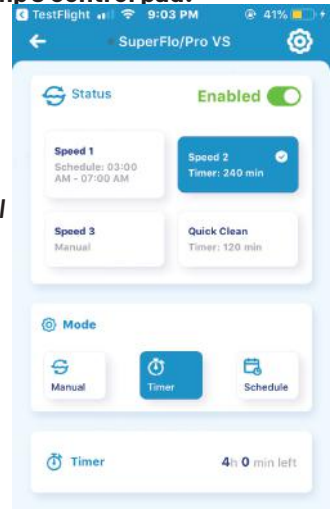 TestFlight 9:03 PM 41%
SuperFlo/Pro VS
Status Enabled
Speed 1
Schedule: 03:00
AM - 07:00 AM
Speed 2
Timer: 240 min
Speed 3
Manual
Quick Clean
Timer: 120 min
Mode
Manual Timer Schedule
Timer 4h 0 min left